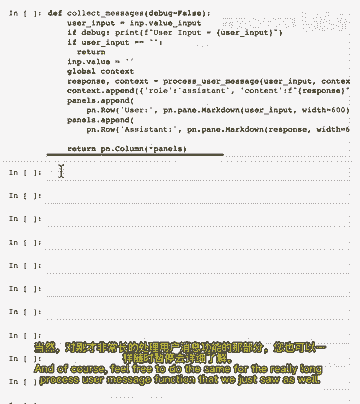 In [ ]: def collect_messages(debug=False):
user_input = inp.value_input
if debug: print(f"User Input = {user_input}")
if user_input == "":
return
inp.value = ''
global context
response, context = process_user_message(user_input, contex
context.append({'role':'assistant', 'content':f"{response}"
panels.append(
pn.Row('User:', pn.pane.Markdown(user_input, width=600)
panels.append(
pn.Row('Assistant:', pn.pane.Markdown(response, width=6
return pn.Column(*panels)
In [ ]:
In [ ]:
In [ ]:
In [ ]:
In [ ]:
In [ ]:
In [ ]:
In [ ]:
In [ ]:
In [ ]:
当然，对刚才非常长的处理用户消息功能的那部分，您也可以一
样随时暂停去详细了解。
And of course, feel free to do the same for the really long
process user message function that we just saw as well.